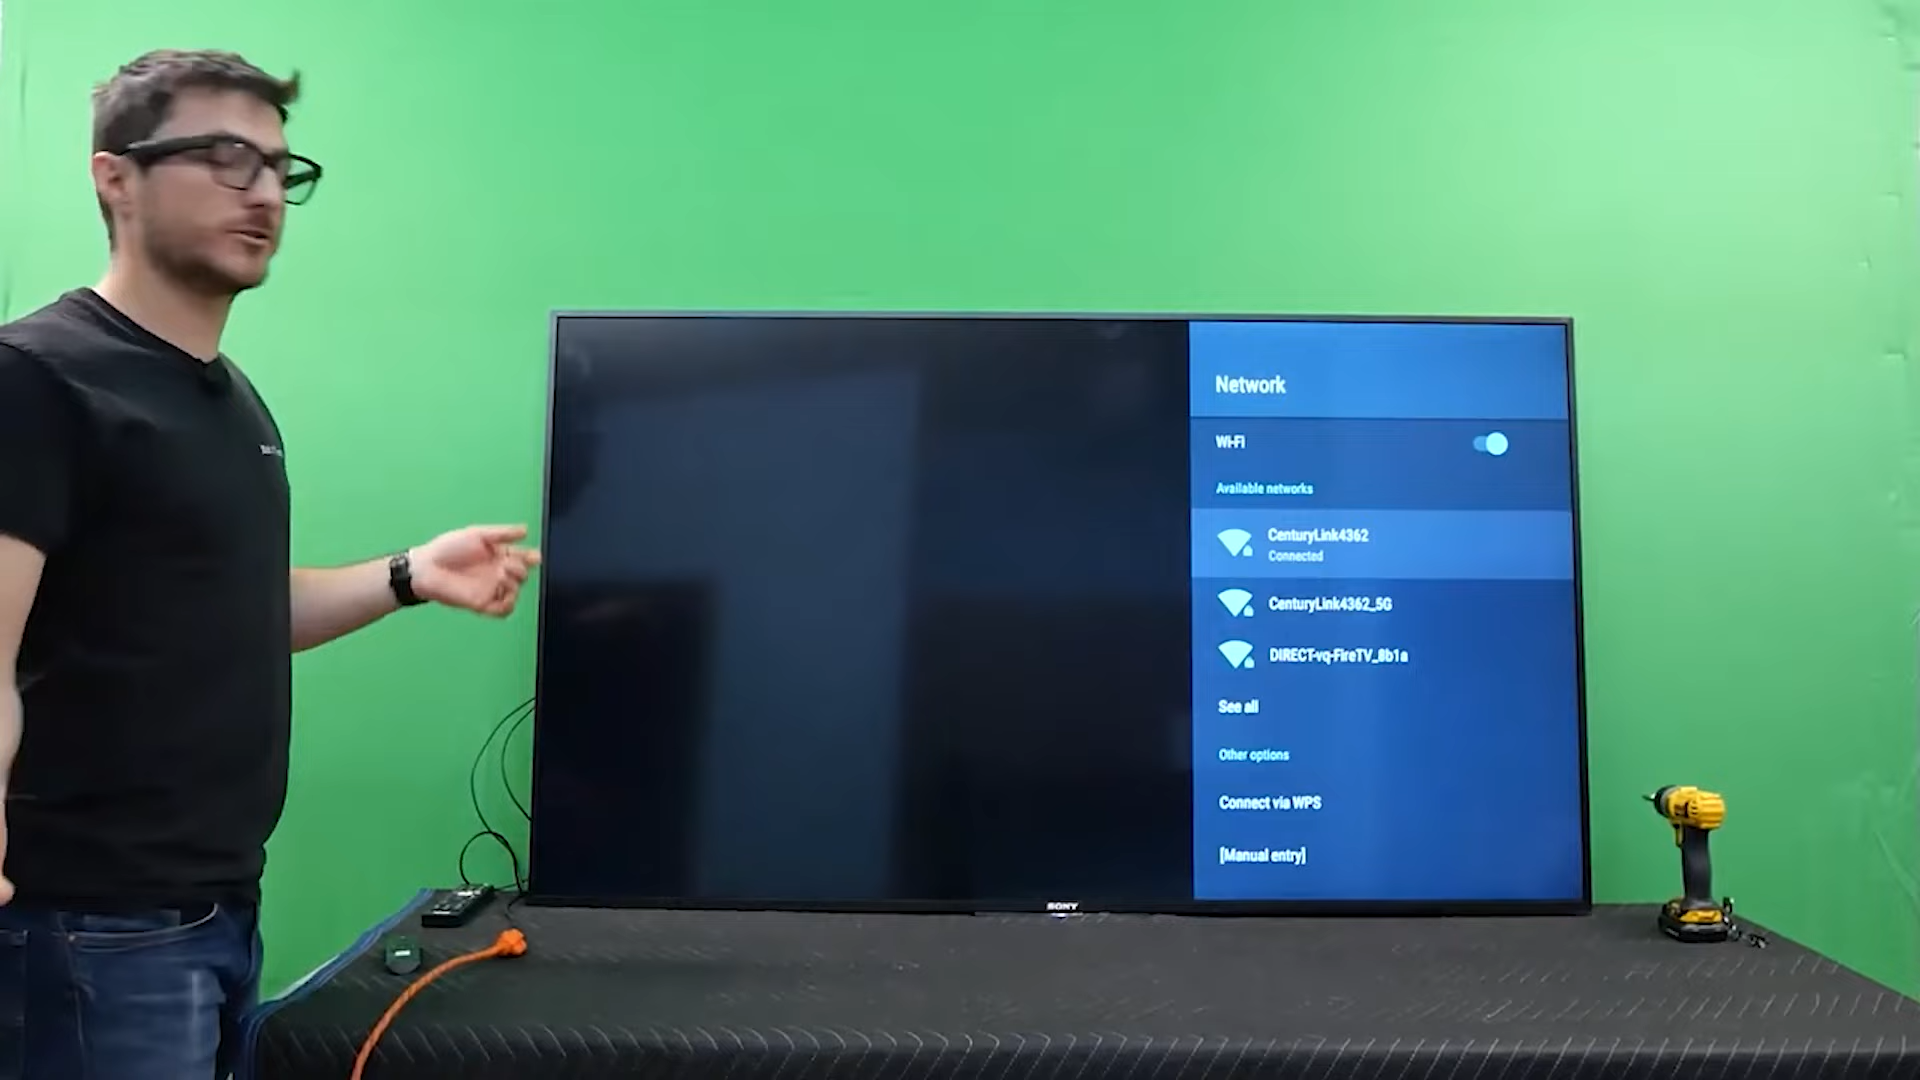 Network
Wi-Fi
Available networks
CenturyLink4362
Connected
CenturyLink4362_5G
DIRECT-vq-FireTV_8b1a
See all
Other options
Connect via WPS
[Manual entry]
SONY